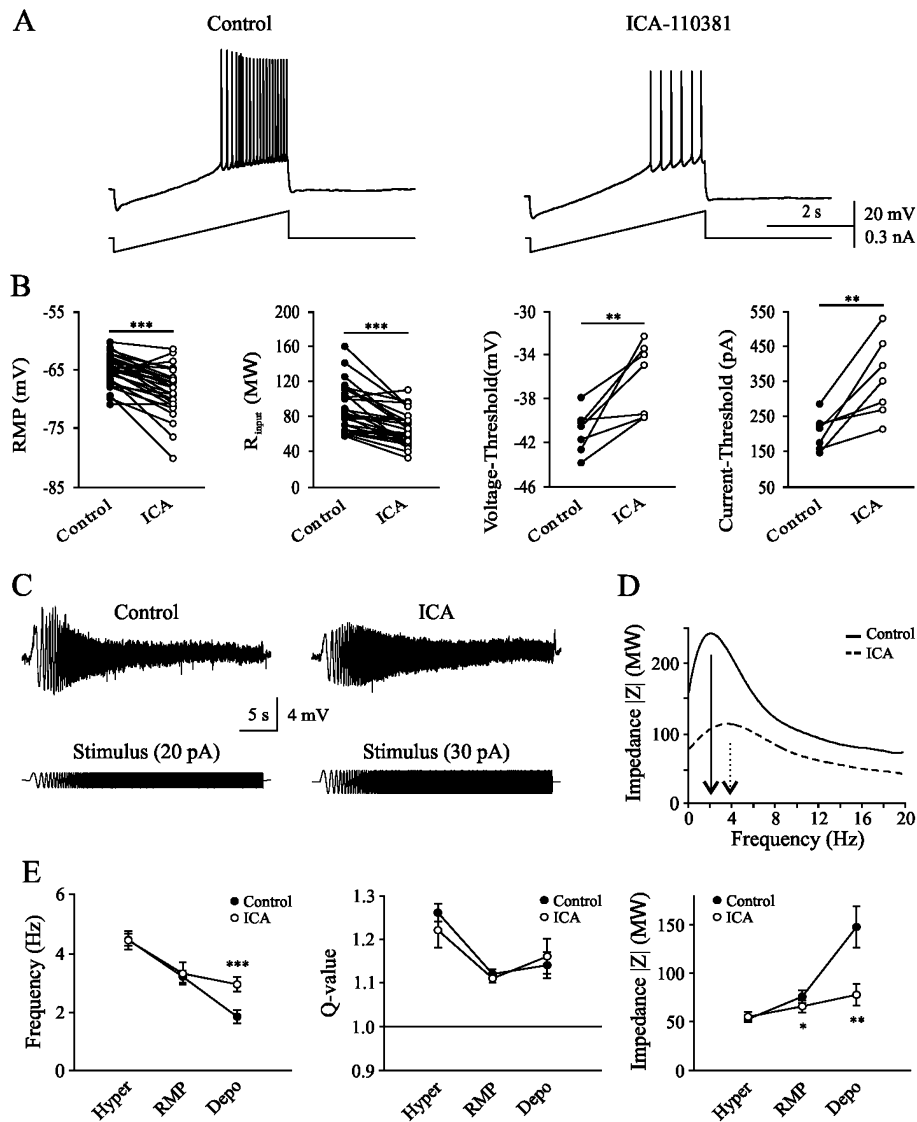 A
Control
ICA-110381
2 s
20 mV
0.3 nA
B
-55
-65
-75
-85
RMP (mV)
Control
ICA
***
200
160
120
80
40
0
R input (MW)
Control
ICA
***
-30
-34
-38
-42
-46
Voltage-Threshold(mV)
Control
ICA
**
550
450
350
250
150
50
Current-Threshold (pA)
Control
ICA
**
C
Control
ICA
5 s
4 mV
Stimulus (20 pA)
Stimulus (30 pA)
D
Control
ICA
Impedance |Z| (MW)
200
100
0
0
4
8
12
16
20
Frequency (Hz)
E
6
4
2
0
Frequency (Hz)
Control
ICA
***
Hyper
RMP
Depo
1.3
1.2
1.1
1.0
0.9
Q-value
Control
ICA
Hyper
RMP
Depo
150
100
50
0
Impedance |Z| (MW)
Control
ICA
*
**
Hyper
RMP
Depo